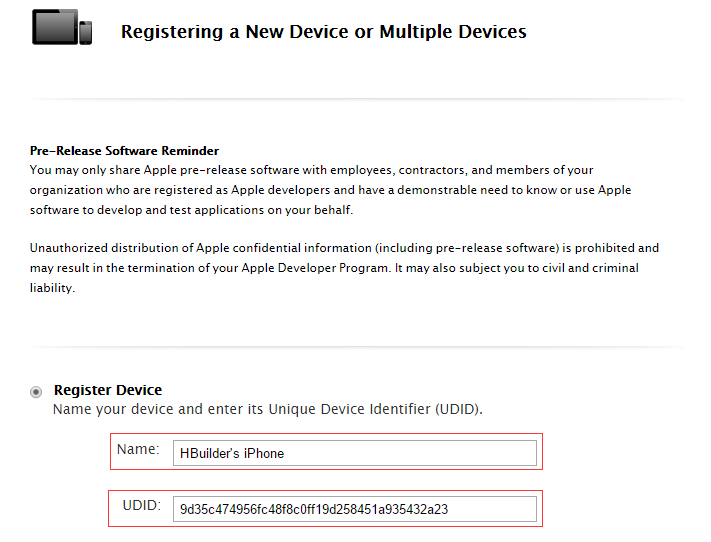 Registering a New Device or Multiple Devices
Pre-Release Software Reminder
You may only share Apple pre-release software with employees, contractors, and members of your
organization who are registered as Apple developers and have a demonstrable need to know or use Apple
software to develop and test applications on your behalf.
Unauthorized distribution of Apple confidential information (including pre-release software) is prohibited and
may result in the termination of your Apple Developer Program. It may also subject you to civil and criminal
liability.
Register Device
Name your device and enter its Unique Device Identifier (UDID).
Name: HBuilder's iPhone
UDID: 9d35c474956fc48f8c0ff19d258451a935432a23